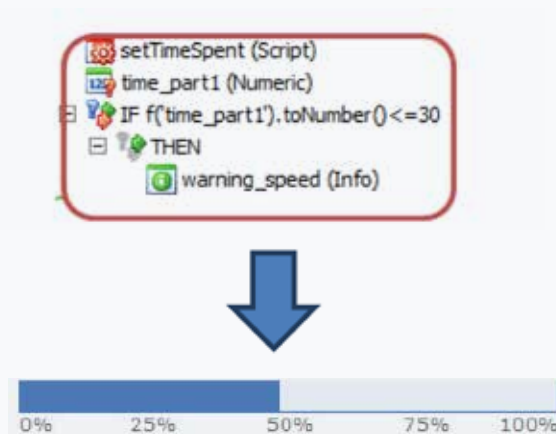 setTimeSpent (Script)
time_part1 (Numeric)
IF f('time_part1').toNumber()<=30
THEN
warning_speed (Info)
0% 25% 50% 75% 100%